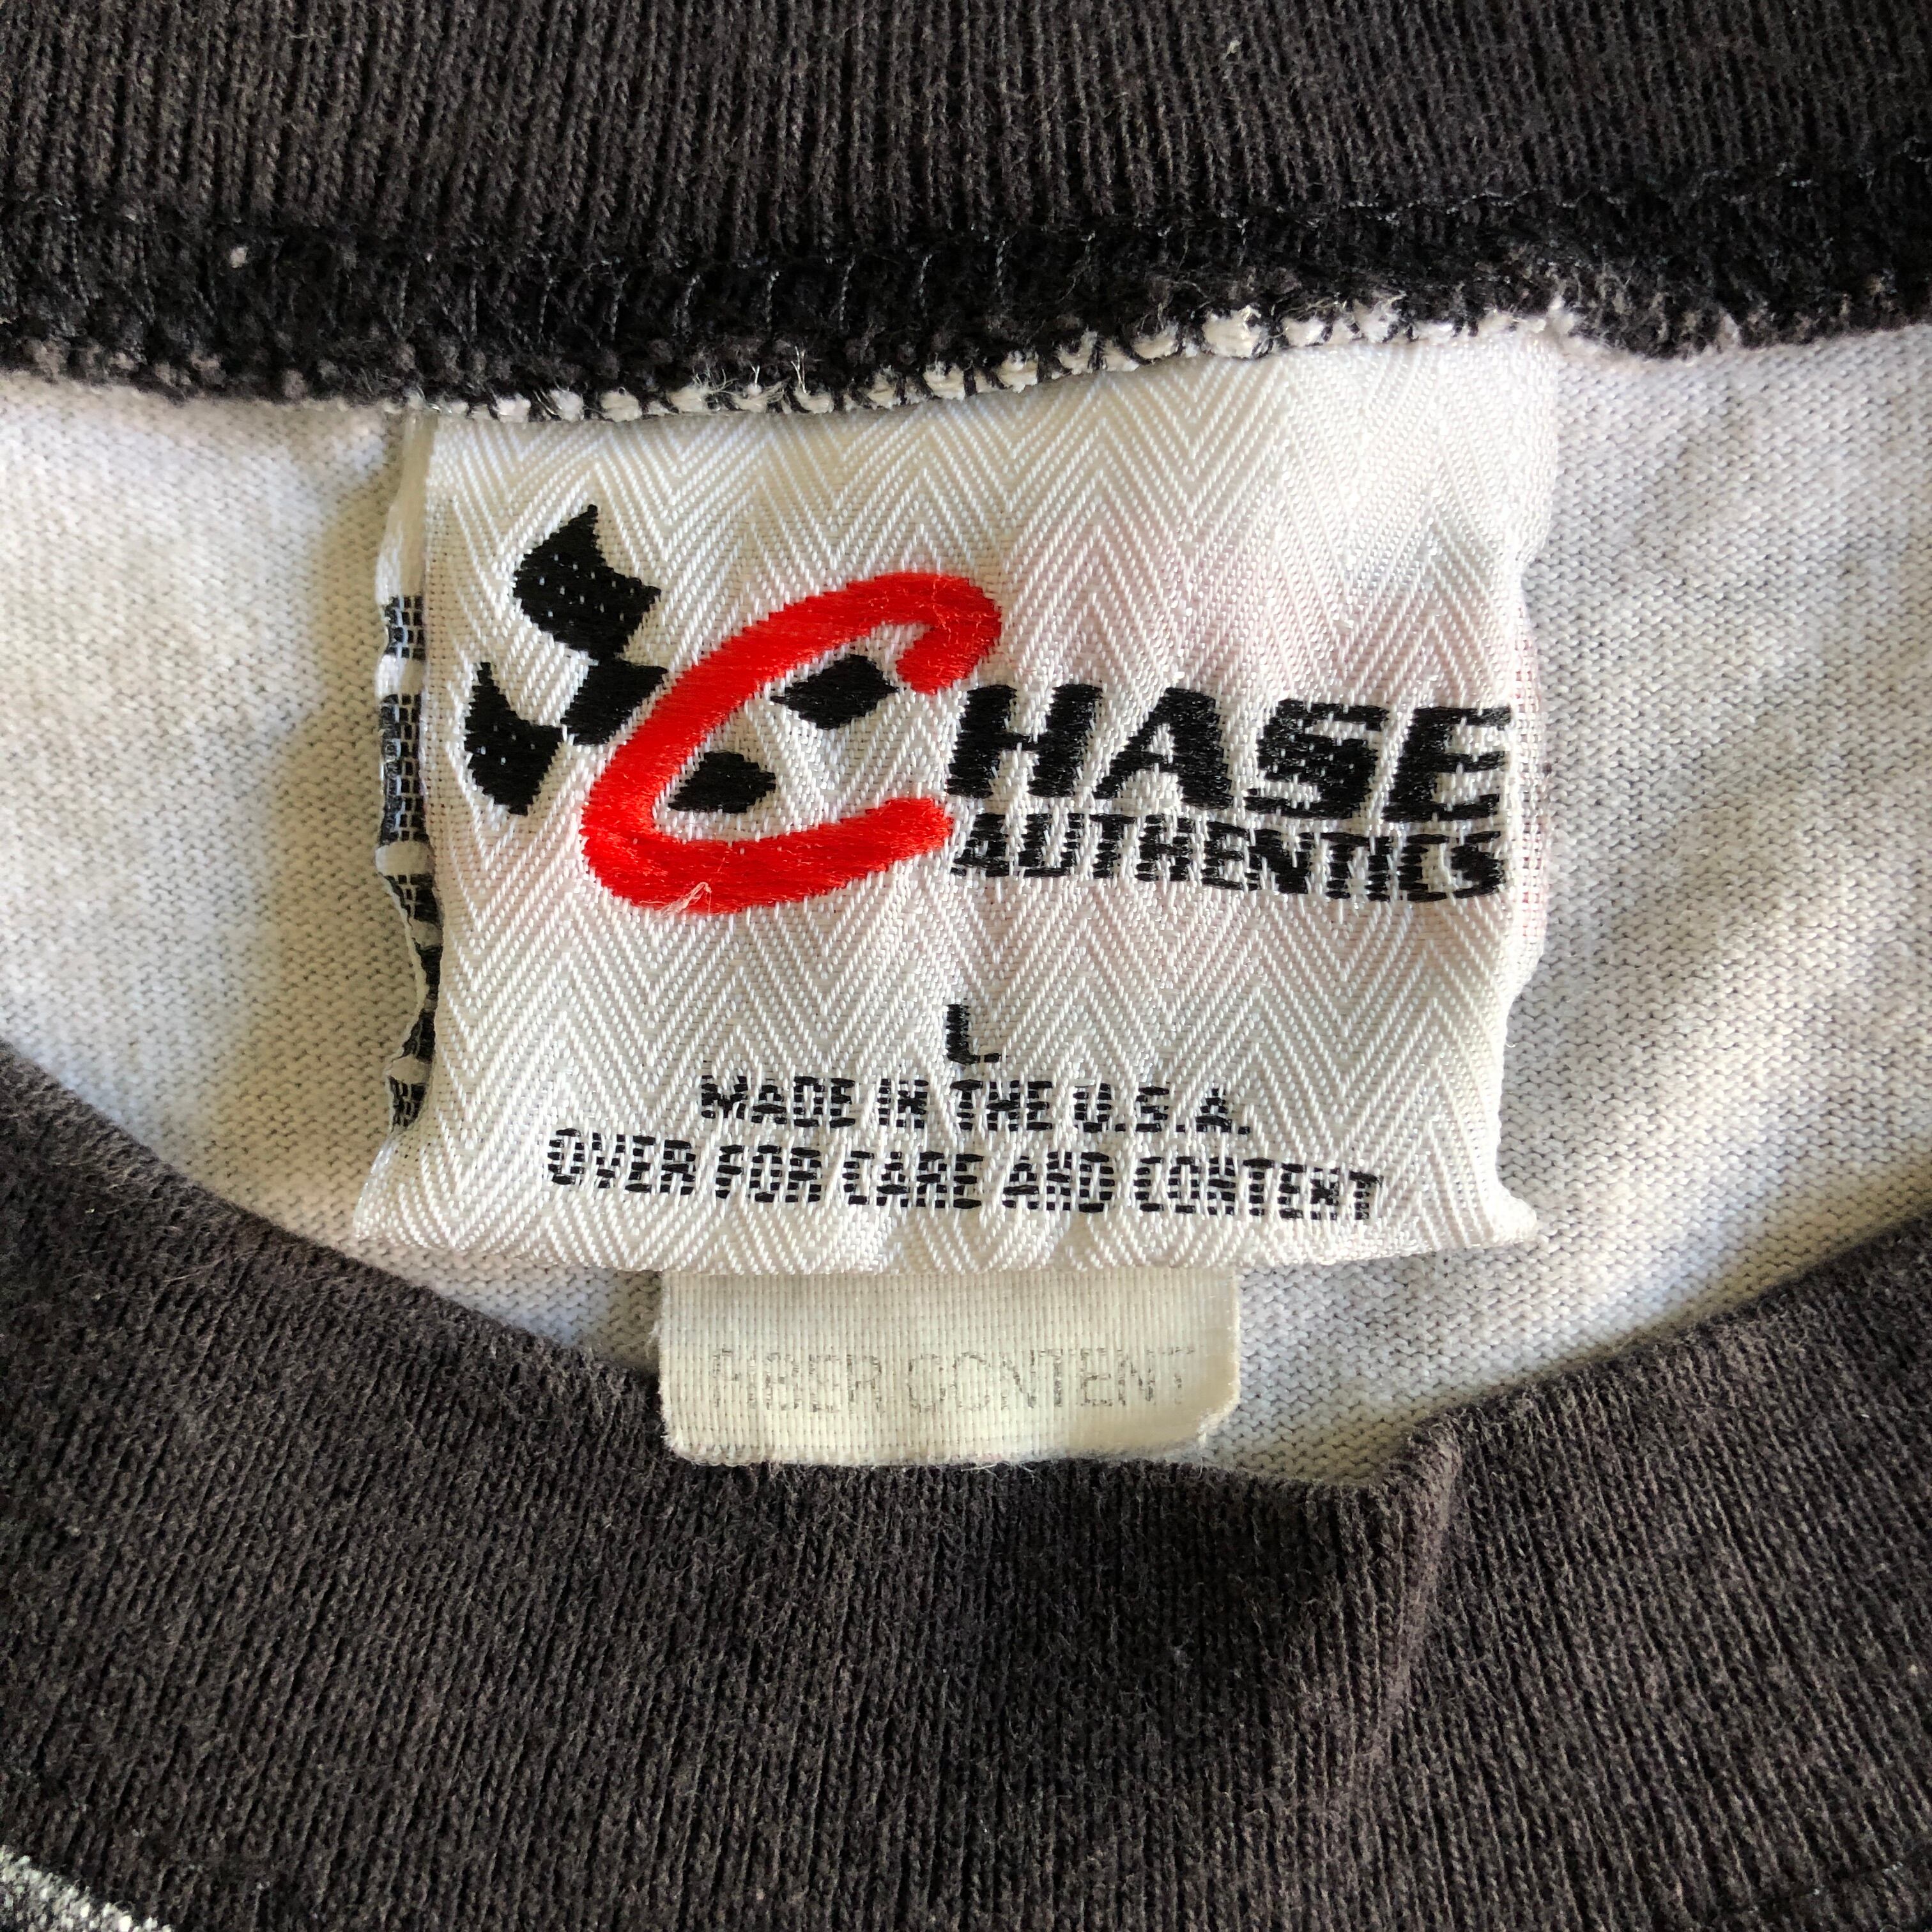 CHASE
AUTHENTICS
L
MADE IN THE U.S.A.
OVER FOR CARE AND CONTENT
FIBER CONTENT